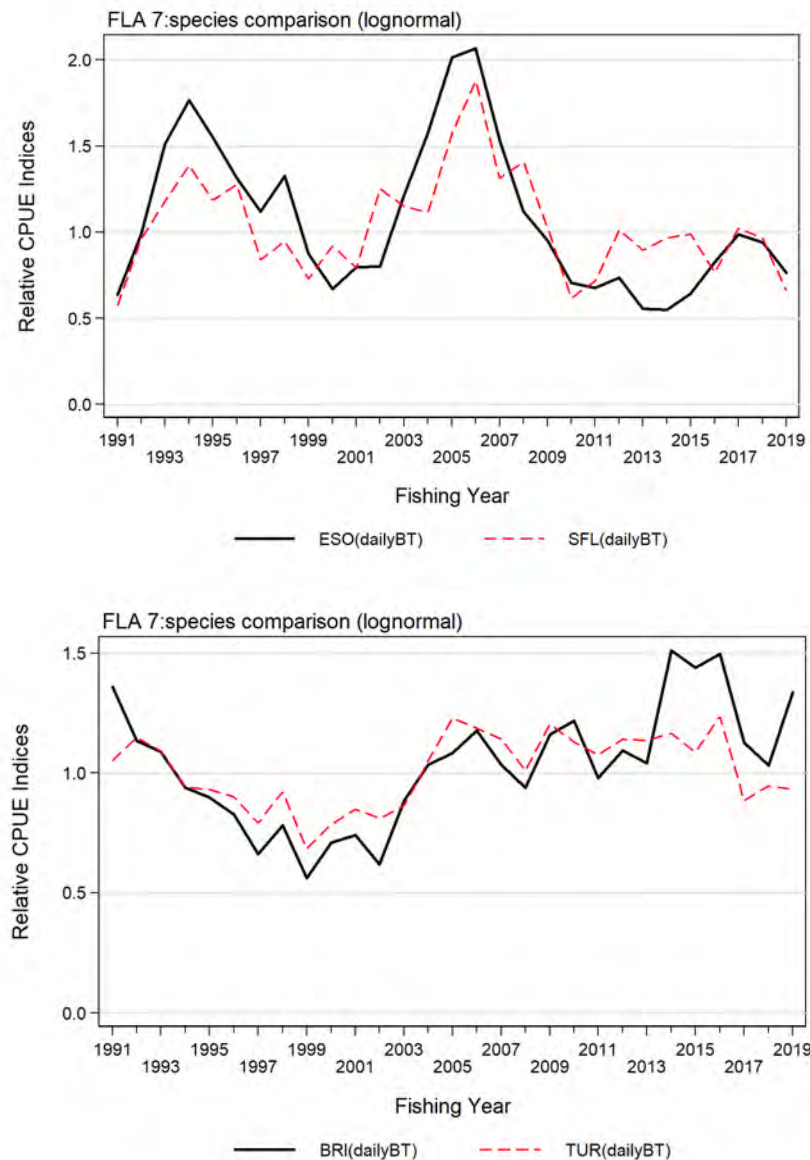 FLA 7:species comparison (lognormal)
2.0
1.5
1.0
0.5
0.0
Relative CPUE Indices
1991 1995 1999 2003 2007 2011 2015 2019
1993 1997 2001 2005 2009 2013 2017
Fishing Year
ESO(dailyBT) SFL(dailyBT)
FLA 7:species comparison (lognormal)
1.5
1.0
0.5
0.0
Relative CPUE Indices
1991 1995 1999 2003 2007 2011 2015 2019
1993 1997 2001 2005 2009 2013 2017
Fishing Year
BRI(dailyBT) TUR(dailyBT)